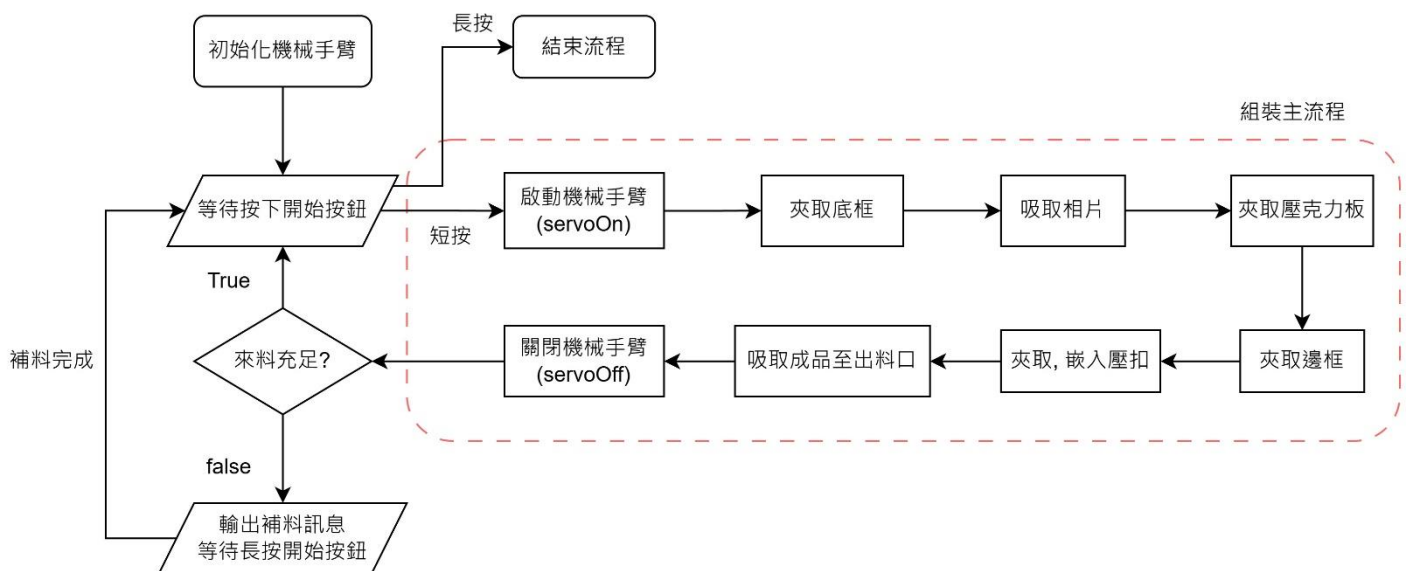 初始化機械手臂
長按
結束流程
組裝主流程
等待按下開始按鈕
短按
啟動機械手臂
(servoOn)
夾取底框
吸取相片
夾取壓克力板
True
補料完成
來料充足?
關閉機械手臂
(servoOff)
吸取成品至出料口
夾取, 嵌入壓扣
夾取邊框
false
輸出補料訊息
等待長按開始按鈕